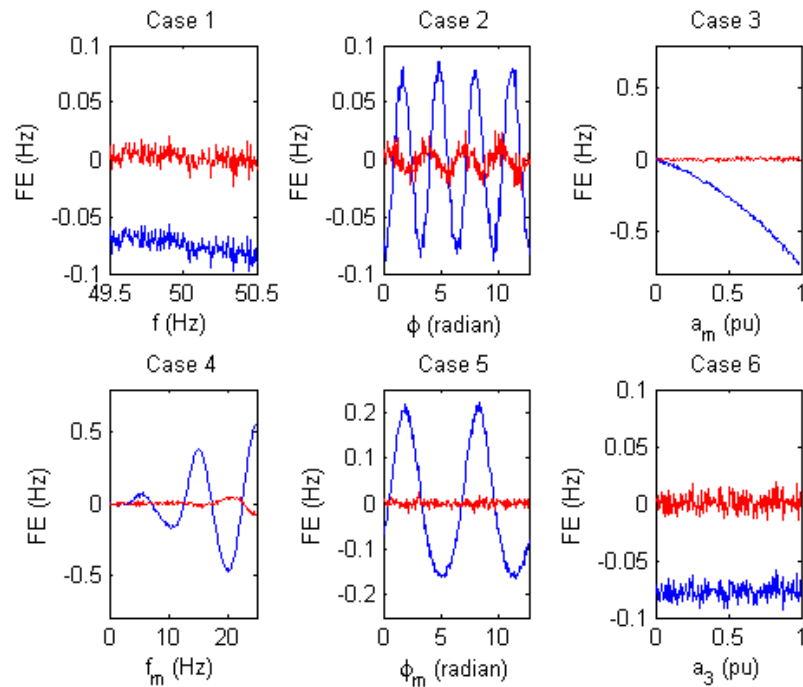 Case 1
FE (Hz)
0.1
0.05
0
-0.05
-0.1
49.5 50 50.5
f (Hz)
Case 2
FE (Hz)
0.1
0.05
0
-0.05
-0.1
0 5 10
ϕ (radian)
Case 3
FE (Hz)
0.5
0
-0.5
0 0.5 1
a_m (pu)
Case 4
FE (Hz)
0.5
0
-0.5
0 10 20
f_m (Hz)
Case 5
FE (Hz)
0.2
0.1
0
-0.1
-0.2
0 5 10
ϕ_m (radian)
Case 6
FE (Hz)
0.1
0.05
0
-0.05
-0.1
0 0.5 1
a_3 (pu)